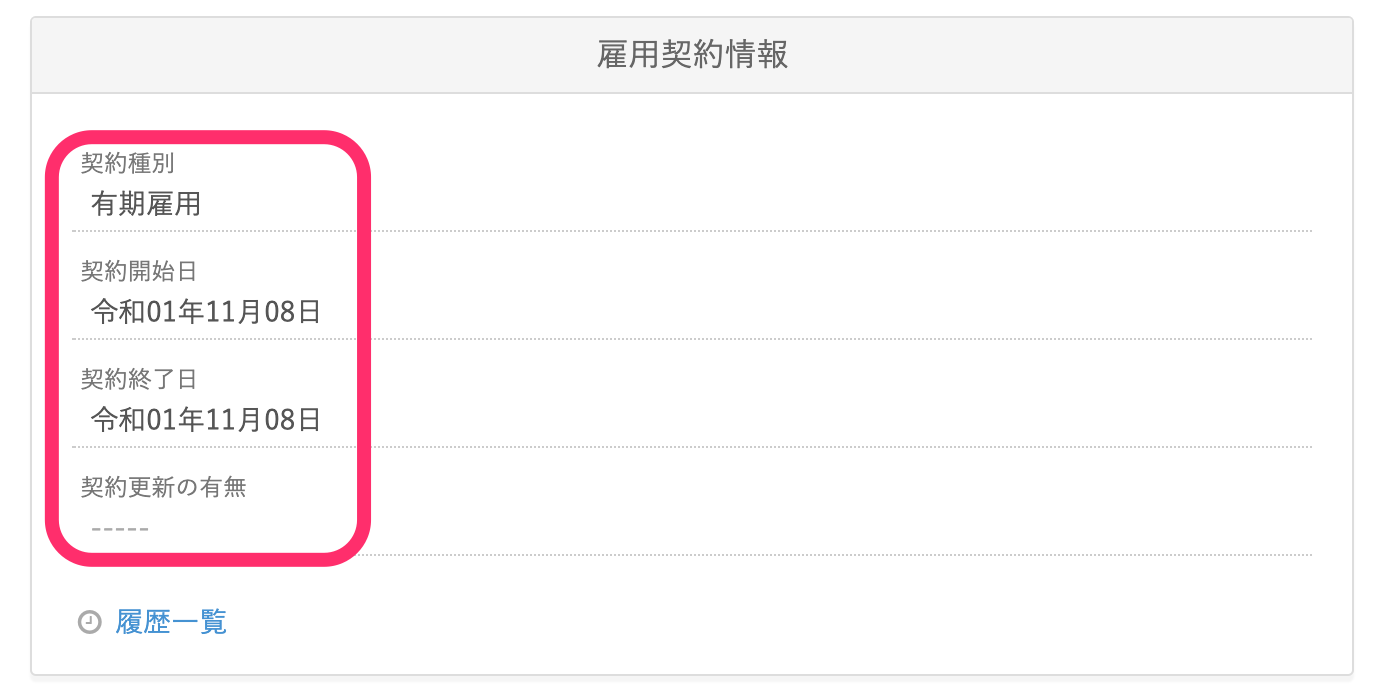 雇用契約情報
契約種別
有期雇用
契約開始日
令和01年11月08日
契約終了日
令和01年11月08日
契約更新の有無
-----
履歴一覧